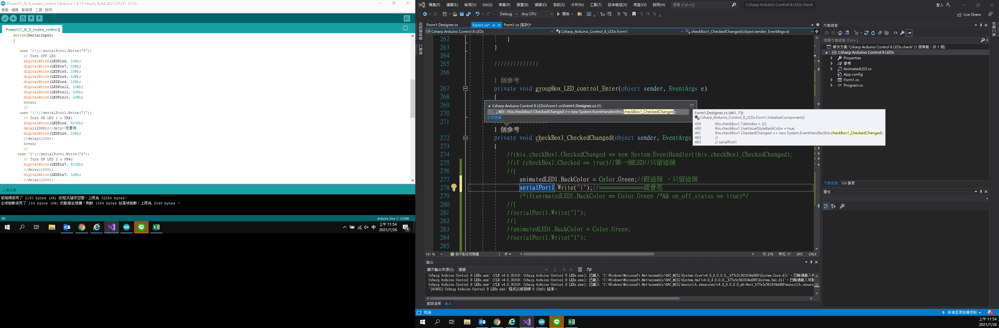 PowerCC_III_8_nodes_control | Arduino 1.8.15 Hourly Build 2021/05/31 10:33
檔案 編輯 草稿碼 工具 說明
PowerCC_III_8_nodes_control §
switch(SerialInput)
{
case '0'://serialPort1.Write("0");
// Turn OFF LED
digitalWrite(LEDPin6, LOW);
digitalWrite(LEDPin7, LOW);
digitalWrite(LEDPin8, LOW);
digitalWrite(LEDPin9, LOW);
digitalWrite(LEDPin4, LOW);
digitalWrite(LEDPin12, LOW);
digitalWrite(LEDPin11, LOW);
digitalWrite(LEDPin10, LOW);
break;
//
case '1'://serialPort1.Write("1");
// Turn ON LED 1 & PB#1
digitalWrite(LEDPin6, HIGH);
delay(1000);//dely一定要有
digitalWrite(LEDPin6, LOW);
//delay(1000);
break;
//
case '2'://serialPort1.Write("2");
// Turn ON LED 2 & PB#2
digitalWrite(LEDPin7, HIGH);
//delay(1000);
digitalWrite(LEDPin7, LOW);
//delay(1000);
上傳完畢。
草稿碼使用了 2150 bytes (6%) 的程式儲存空間。上限為 32256 bytes。
全域變數使用了 184 bytes (8%) 的動態記憶體，剩餘 1864 bytes 給區域變數。上限為 2048 bytes 。
50
Arduino Uno 於 COM8
中
上午 11:54
2021/7/26
4
檔案(F) 編輯(E) 檢視(V) Git(G) 專案(P) 建置(B) 偵錯(D) 測試(S) 分析(N) 工具(T) 延伸模組(X) 視窗(W) 說明(H) 搜尋 (Ctrl+Q) Csharp Arduino Control 8 LEDs check 登入
Debug Any CPU 開始 Live Share
伺服器總管 工具箱
Form1.Designer.cs Form1.cs* Form1.cs [設計]*
Csharp Arduino Control 8 LEDs Csharp_Arduino_Control_8_LEDs.Form1 checkBox1_CheckedChanged(object sender, EventArgs e)
262 }
263 }
264
265 //////////////
266
1 個參考
267 private void groupBox_LED_control_Enter(object sender, EventArgs e)
268 {
269
270
271
Csharp Arduino Control 8 LEDs\Form1.cs\Form1.Designer.cs (1)
461 : this.checkBox1.CheckedChanged += new System.EventHandler(this.checkBox1_CheckedChanged);
全部摺疊
Form1.Designer.cs (461, 75)
Csharp_Arduino_Control_8_LEDs.Form1.InitializeComponent()
459 this.checkBox1.TabIndex = 22;
460 this.checkBox1.UseVisualStyleBackColor = true;
461 this.checkBox1.CheckedChanged += new System.EventHandler(this.checkBox1_CheckedChanged);
462 //
463 // serialPort1
1 個參考
272 private void checkBox1_CheckedChanged(object sender, EventArgs
273 {
274 //this.checkBox1.CheckedChanged += new System.EventHandler(this.checkBox1_CheckedChanged);
275 //if (checkBox1.Checked == true)//第一個LED//只留這個
276 //{
277 animatedLED1.BackColor = Color.Green;//跟這個 ，只留這個
278 serialPort1.Write("1");//==============就會亮
279 /*if(animatedLED1.BackColor == Color.Green /*&& on_off_status == true)*/
280 //{
281 //serialPort1.Write("1");
282 //}
283 //animatedLED1.BackColor = Color.Green;
284 //serialPort1.Write("1");
285
161 % 找不到任何問題 行: 278 字元: 17 SPC CRLF
輸出
顯示輸出來源(S): 偵錯
Csharp Arduino Control 8 LEDs.exe' (CLR v4.0.30319: Csharp Arduino Control 8 LEDs.exe): 已載入 'C:\Windows\Microsoft.Net\assembly\GAC_MSIL\System.Core\v4.0_4.0.0.0__b77a5c561934e089\System.Core.dll'。已略過載入符
Csharp Arduino Control 8 LEDs.exe' (CLR v4.0.30319: Csharp Arduino Control 8 LEDs.exe): 已載入 'C:\Windows\Microsoft.Net\assembly\GAC_MSIL\System.Xml\v4.0_4.0.0.0__b77a5c561934e089\System.Xml.dll'。已略過載入符號
Csharp Arduino Control 8 LEDs.exe' (CLR v4.0.30319: Csharp Arduino Control 8 LEDs.exe): 已載入 'C:\Windows\Microsoft.Net\assembly\GAC_MSIL\mscorlib.resources\v4.0_4.0.0.0_zh-Hant_b77a5c561934e089\mscorlib.resour
'[45492] Csharp Arduino Control 8 LEDs.exe' 程式以返回碼 0 (0x0) 結束。
錯誤清單 輸出
就緒 新增至原始檔控制 3
方案總管
搜尋方案總管 (Ctrl+;)
解決方案 'Csharp Arduino Control 8 LEDs check' (1 個專案，共 1 個)
Csharp Arduino Control 8 LEDs
Properties
參考
AnimatedLED.cs
App.config
Form1.cs
Program.cs
方案總管 Git 變更
屬性
診斷工具
上午 11:54
2021/7/26